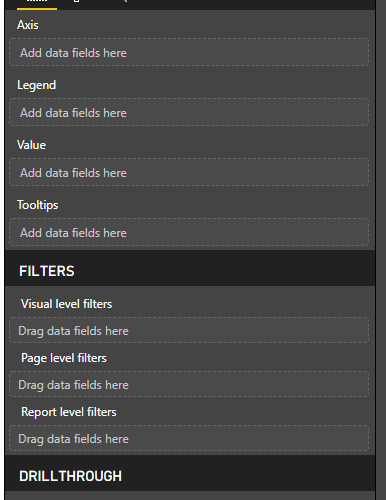 Axis
Add data fields here
Legend
Add data fields here
Value
Add data fields here
Tooltips
Add data fields here
FILTERS
Visual level filters
Drag data fields here
Page level filters
Drag data fields here
Report level filters
Drag data fields here
DRILLTHROUGH